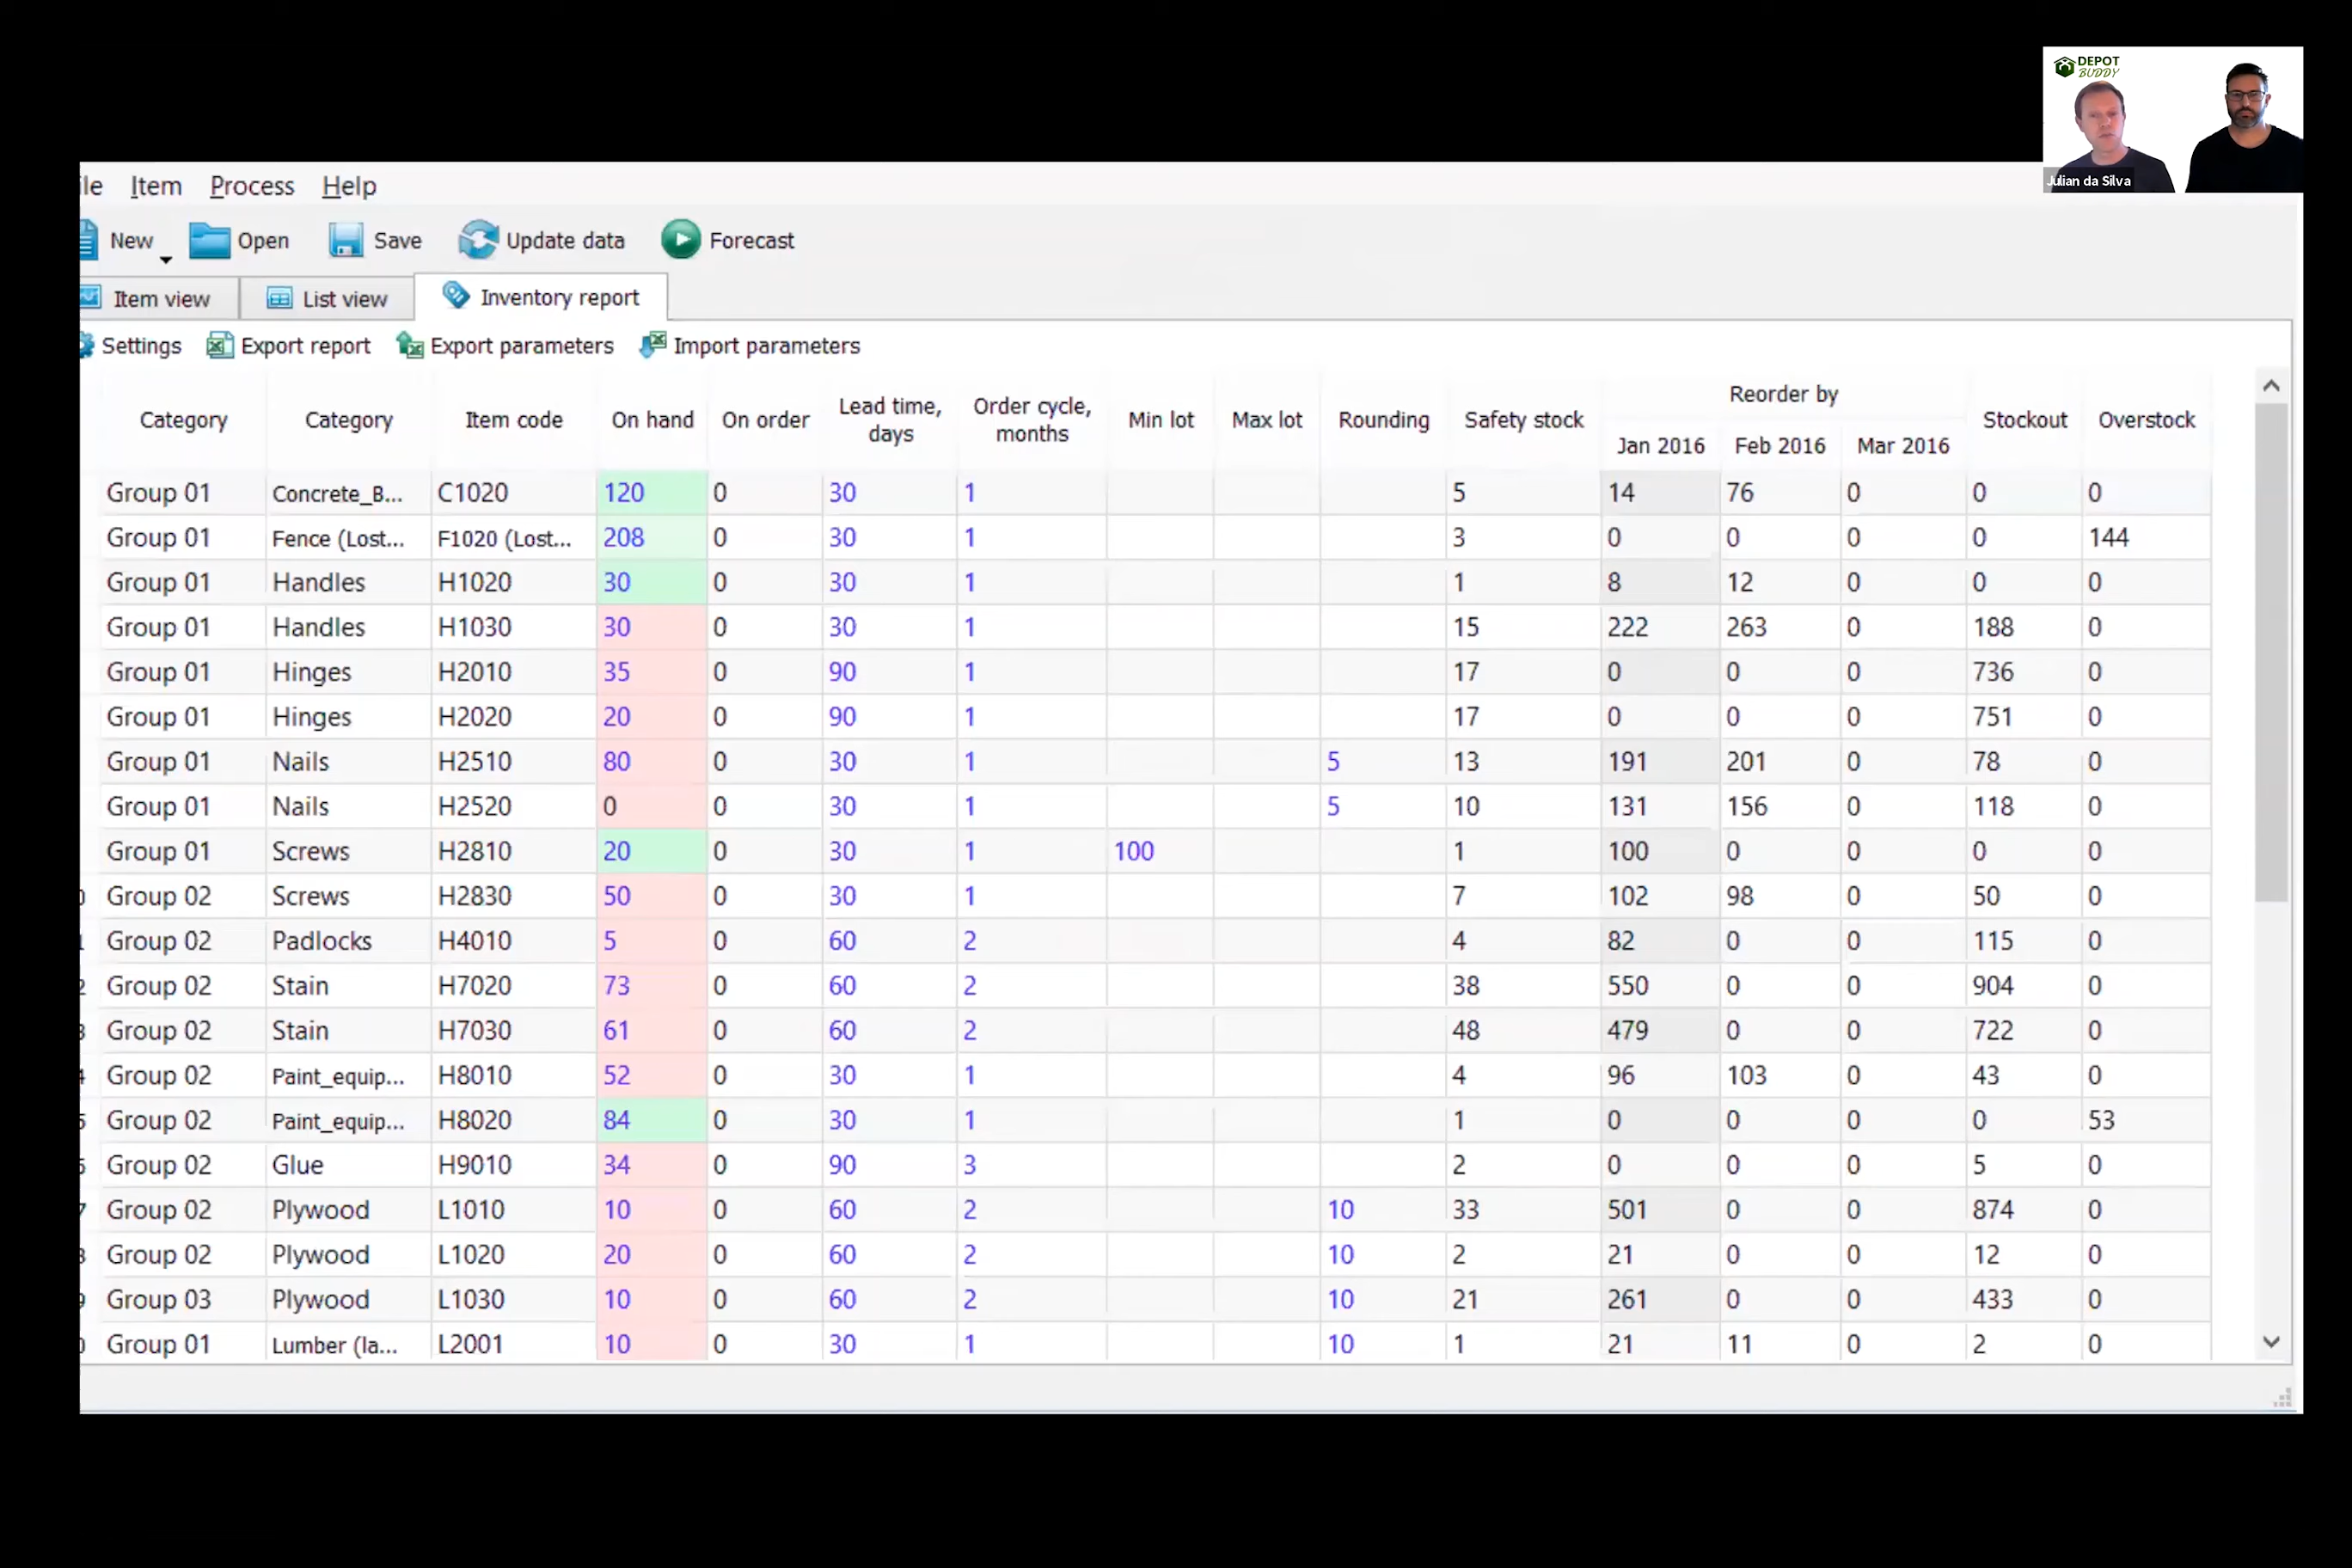 DEPOT
BUDDY
Julian da Silva
Item Process Help
New Open Save Update data Forecast
Item view List view Inventory report
Settings Export report Export parameters Import parameters
Category Category Item code On hand On order Lead time, days Order cycle, months Min lot Max lot Rounding Safety stock Reorder by Jan 2016 Feb 2016 Mar 2016 Stockout Overstock
Group 01 Concrete_B... C1020 120 0 30 1 5 14 76 0 0 0
Group 01 Fence (Lost... F1020 (Lost... 208 0 30 1 3 0 0 0 0 144
Group 01 Handles H1020 30 0 30 1 1 8 12 0 0 0
Group 01 Handles H1030 30 0 30 1 15 222 263 0 188 0
Group 01 Hinges H2010 35 0 90 1 17 0 0 0 736 0
Group 01 Hinges H2020 20 0 90 1 17 0 0 0 751 0
Group 01 Nails H2510 80 0 30 1 5 13 191 201 0 78 0
Group 01 Nails H2520 0 0 30 1 5 10 131 156 0 118 0
Group 01 Screws H2810 20 0 30 1 100 1 100 0 0 0 0
Group 02 Screws H2830 50 0 30 1 7 102 98 0 50 0
Group 02 Padlocks H4010 5 0 60 2 4 82 0 0 115 0
Group 02 Stain H7020 73 0 60 2 38 550 0 0 904 0
Group 02 Stain H7030 61 0 60 2 48 479 0 0 722 0
Group 02 Paint_equip... H8010 52 0 30 1 4 96 103 0 43 0
Group 02 Paint_equip... H8020 84 0 30 1 1 0 0 0 0 53
Group 02 Glue H9010 34 0 90 3 2 0 0 0 5 0
Group 02 Plywood L1010 10 0 60 2 10 33 501 0 0 874 0
Group 02 Plywood L1020 20 0 60 2 10 2 21 0 0 12 0
Group 03 Plywood L1030 10 0 60 2 10 21 261 0 0 433 0
Group 01 Lumber (la... L2001 10 0 30 1 10 1 21 11 0 2 0